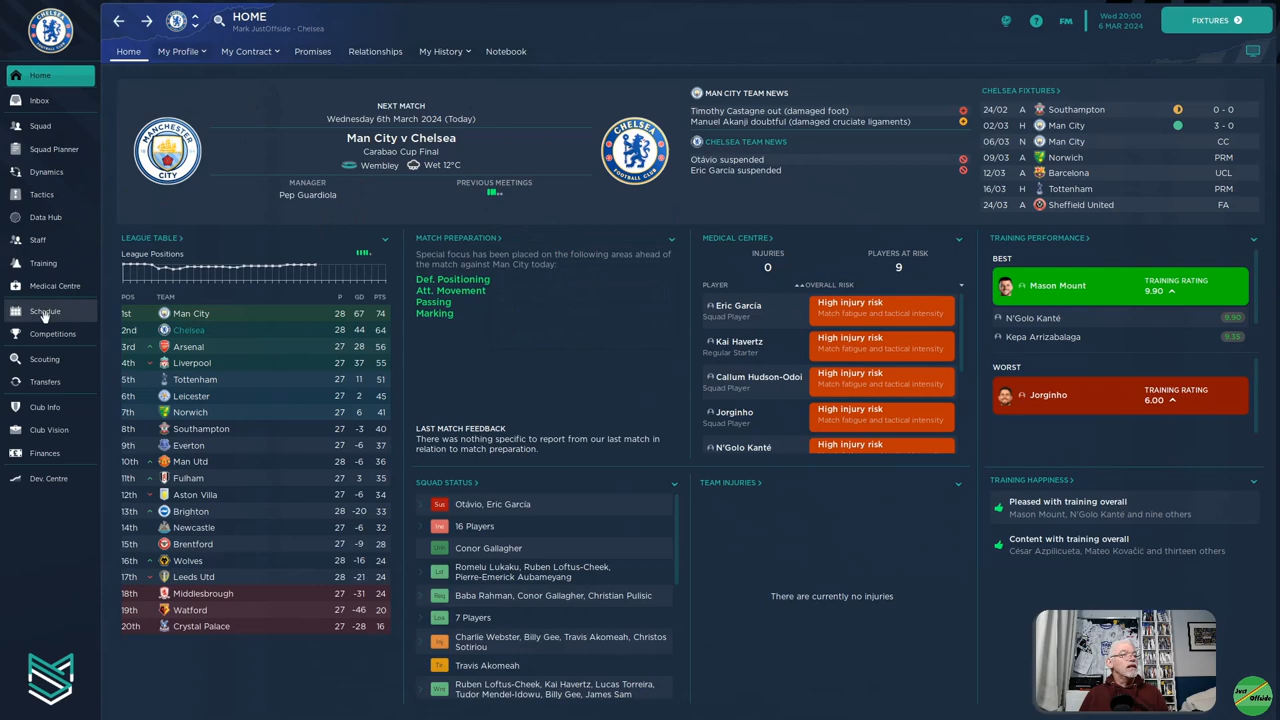 HOME
Mark JustOffside - Chelsea
FM
Wed 20:00
6 MAR 2024
FIXTURES
Home
My Profile
My Contract
Promises
Relationships
My History
Notebook
Home
Inbox
Squad
Squad Planner
Dynamics
Tactics
Data Hub
Staff
Training
Medical Centre
Schedule
Competitions
Scouting
Transfers
Club Info
Club Vision
Finances
Dev. Centre
MANCHESTER
CITY
NEXT MATCH
Wednesday 6th March 2024 (Today)
Man City v Chelsea
Carabao Cup Final
Wembley Wet 12°C
MANAGER
Pep Guardiola
PREVIOUS MEETINGS
MAN CITY TEAM NEWS
Timothy Castagne out (damaged foot)
Manuel Akanji doubtful (damaged cruciate ligaments)
CHELSEA TEAM NEWS
Otávio suspended
Eric García suspended
CHELSEA FIXTURES
24/02 A Southampton 0 - 0
02/03 H Man City 3 - 0
06/03 N Man City CC
09/03 A Norwich PRM
12/03 A Barcelona UCL
16/03 H Tottenham PRM
24/03 A Sheffield United FA
LEAGUE TABLE
League Positions
POS TEAM P GD PTS
1st Man City 28 67 74
2nd Chelsea 28 44 64
3rd Arsenal 27 28 56
4th Liverpool 27 37 55
5th Tottenham 27 11 51
6th Leicester 27 2 45
7th Norwich 27 6 41
8th Southampton 27 -3 40
9th Everton 27 -6 37
10th Man Utd 28 -6 36
11th Fulham 27 3 35
12th Aston Villa 27 -6 34
13th Brighton 28 -20 33
14th Newcastle 27 -6 32
15th Brentford 27 -9 28
16th Wolves 28 -16 24
17th Leeds Utd 28 -21 24
18th Middlesbrough 27 -31 24
19th Watford 27 -46 20
20th Crystal Palace 27 -28 16
MATCH PREPARATION
Special focus has been placed on the following areas ahead of
the match against Man City today:
Def. Positioning
Att. Movement
Passing
Marking
LAST MATCH FEEDBACK
There was nothing specific to report from our last match in
relation to match preparation.
SQUAD STATUS
Sus Otávio, Eric García
Ine 16 Players
Conor Gallagher
Lst Romelu Lukaku, Ruben Loftus-Cheek,
Pierre-Emerick Aubameyang
Req Baba Rahman, Conor Gallagher, Christian Pulisic
Loa 7 Players
Inj Charlie Webster, Billy Gee, Travis Akomeah, Christos
Sotiriou
Tir Travis Akomeah
Wnt Ruben Loftus-Cheek, Kai Havertz, Lucas Torreira,
Tudor Mendel-Idowu, Billy Gee, James Sam
MEDICAL CENTRE
INJURIES
0
PLAYERS AT RISK
9
PLAYER OVERALL RISK
Eric García
Squad Player
High injury risk
Match fatigue and tactical intensity
Kai Havertz
Regular Starter
High injury risk
Match fatigue and tactical intensity
Callum Hudson-Odoi
Squad Player
High injury risk
Match fatigue and tactical intensity
Jorginho
Squad Player
High injury risk
Match fatigue and tactical intensity
N'Golo Kanté
High injury risk
TEAM INJURIES
There are currently no injuries
TRAINING PERFORMANCE
BEST
Mason Mount
TRAINING RATING
9.90
N'Golo Kanté 9.90
Kepa Arrizabalaga 9.35
WORST
Jorginho
TRAINING RATING
6.00
TRAINING HAPPINESS
Pleased with training overall
Mason Mount, N'Golo Kanté and nine others
Content with training overall
César Azpilicueta, Mateo Kovačić and thirteen others
Just
Offside